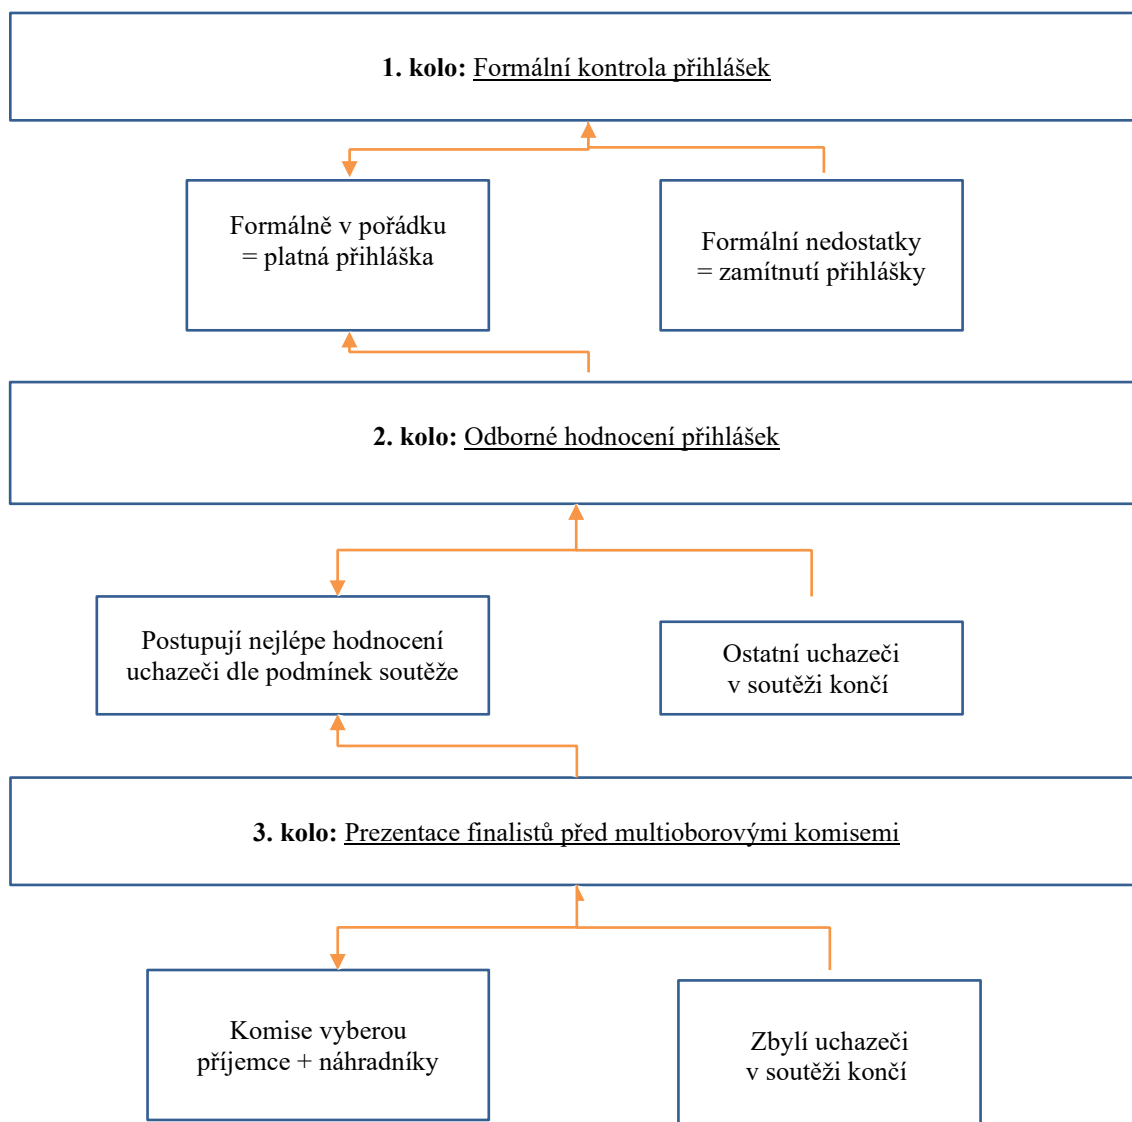 1. kolo: Formální kontrola přihlášek
Formálně v pořádku
= platná přihláška
Formální nedostatky
= zamítnutí přihlášky
2. kolo: Odborné hodnocení přihlášek
Postupují nejlépe hodnocení
uchazeči dle podmínek soutěže
Ostatní uchazeči
v soutěži končí
3. kolo: Prezentace finalistů před multioborovými komisemi
Komise vyberou
příjemce + náhradníky
Zbylí uchazeči
v soutěži končí